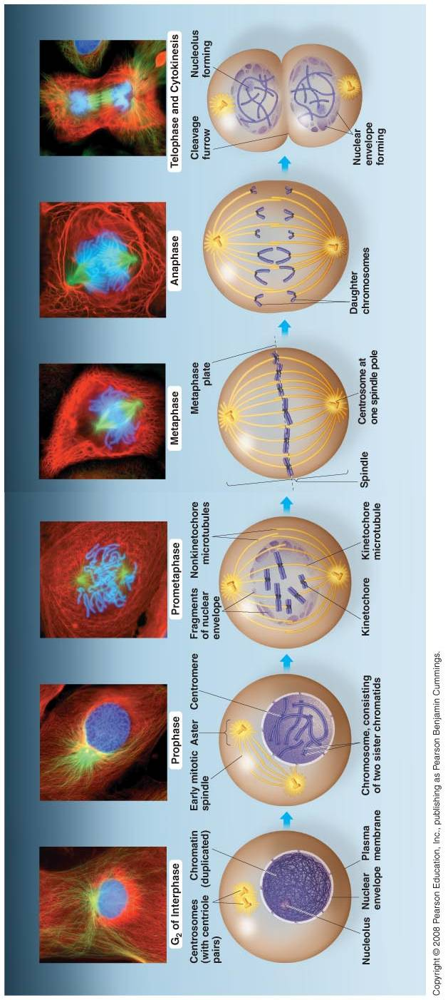 G2 of Interphase
Centrosomes
(with centriole
pairs)
Chromatin
(duplicated)
Nucleolus
Nuclear
envelope
Plasma
membrane
Prophase
Early mitotic
spindle
Aster
Centromere
Chromosome, consisting
of two sister chromatids
Prometaphase
Fragments
of nuclear
envelope
Nonkinetochore
microtubules
Kinetochore
Kinetochore
microtubule
Metaphase
Metaphase
plate
Spindle
Centrosome at
one spindle pole
Anaphase
Daughter
chromosomes
Telophase and Cytokinesis
Cleavage
furrow
Nucleolus
forming
Nuclear
envelope
forming
Copyright © 2008 Pearson Education, Inc., publishing as Pearson Benjamin Cummings.